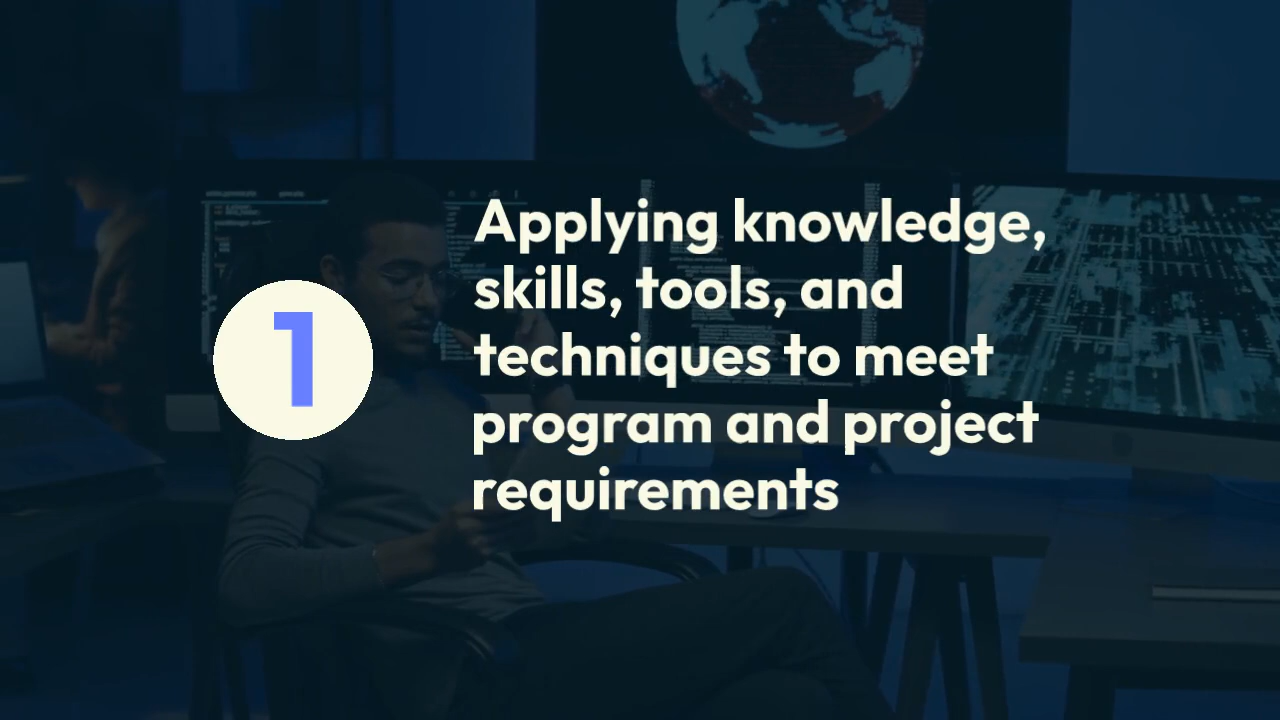 1
Applying knowledge,
skills, tools, and
techniques to meet
program and project
requirements